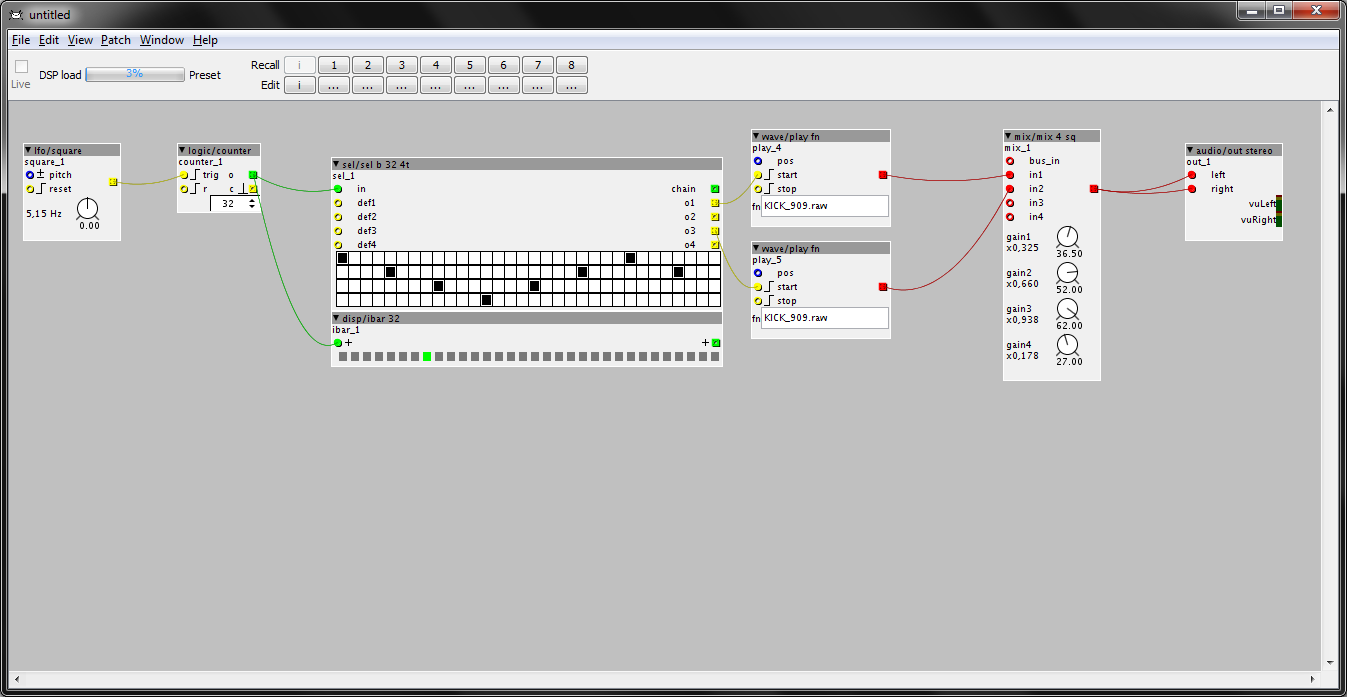 untitled
File Edit View Patch Window Help
Live
DSP load 3% Preset
Recall i 1 2 3 4 5 6 7 8
Edit i ... ... ... ... ... ... ... ...
lfo/square
square_1
± pitch
reset
5,15 Hz
0.00
logic/counter
counter_1
trig o
r c
32
sel/sel b 32 4t
sel_1
in chain
def1 o1
def2 o2
def3 o3
def4 o4
disp/ibar 32
ibar_1
+ +
wave/play fn
play_4
pos
start
stop
fn KICK_909.raw
wave/play fn
play_5
pos
start
stop
fn KICK_909.raw
mix/mix 4 sq
mix_1
bus_in
in1
in2
in3
in4
gain1
x0,325
36.50
gain2
x0,660
52.00
gain3
x0,938
62.00
gain4
x0,178
27.00
audio/out stereo
out_1
left
right
vuLeft
vuRight